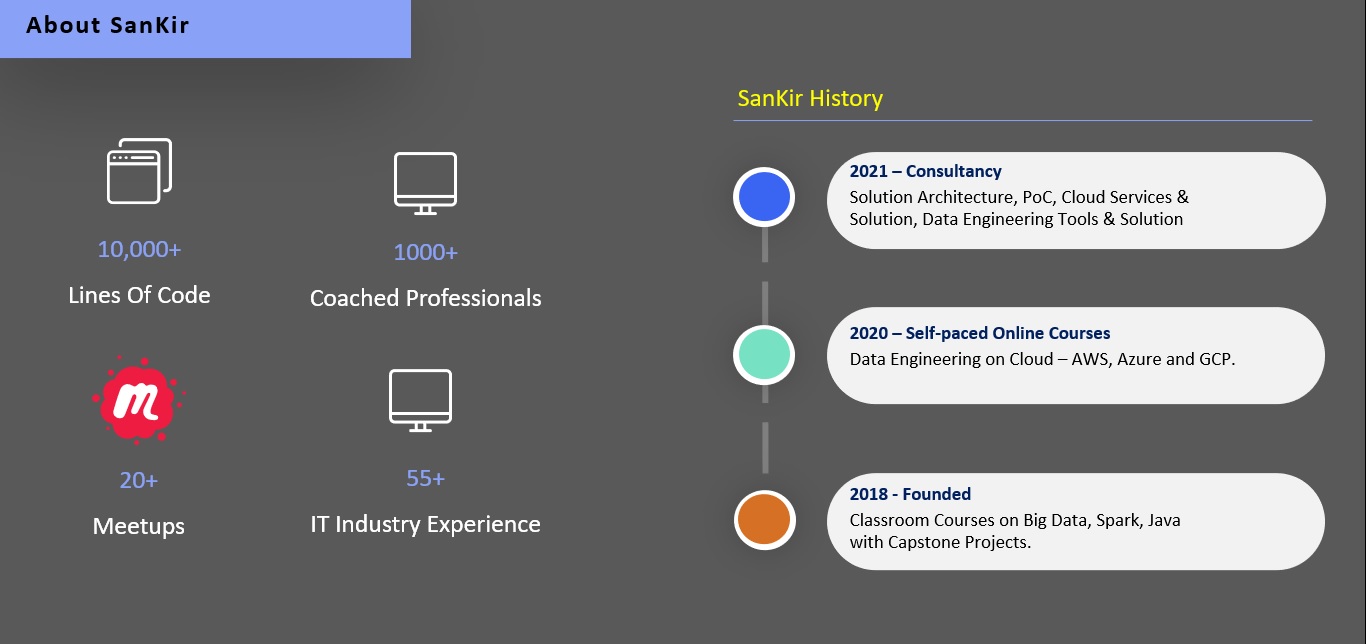 About SanKir
10,000+
Lines Of Code
1000+
Coached Professionals
m
20+
Meetups
55+
IT Industry Experience
SanKir History
2021 – Consultancy
Solution Architecture, PoC, Cloud Services &
Solution, Data Engineering Tools & Solution
2020 – Self-paced Online Courses
Data Engineering on Cloud – AWS, Azure and GCP.
2018 - Founded
Classroom Courses on Big Data, Spark, Java
with Capstone Projects.